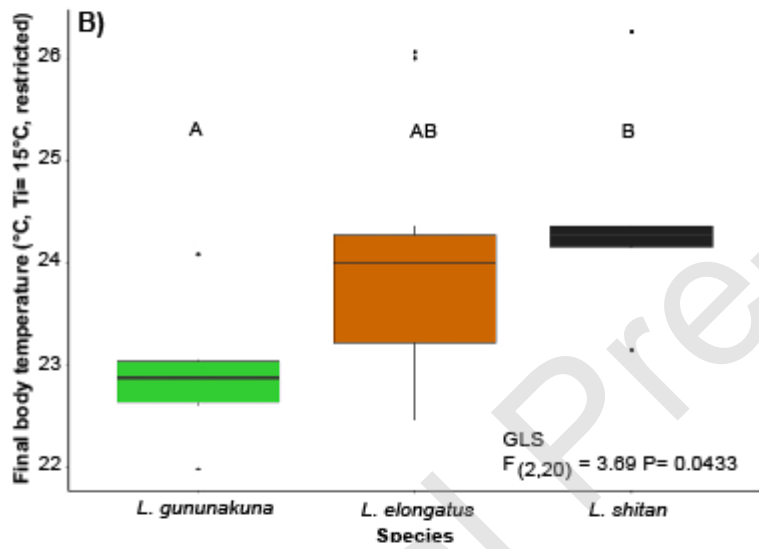 B)
Final body temperature (°C, Ti= 15°C, restricted)
26
25
24
23
22
A
AB
B
GLS
F(2,20) = 3.69 P= 0.0433
L. gununakuna
L. elongatus
L. shitan
Species
l Pre